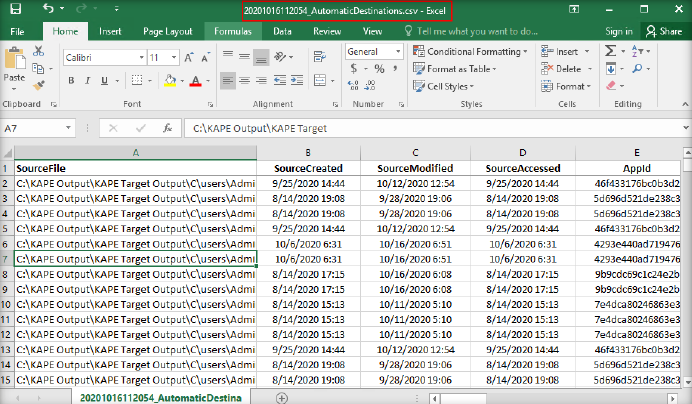 20201016112054_AutomaticDestinations.csv - Excel
File Home Insert Page Layout Formulas Data Review View Tell me what you want to do... Sign in Share
Calibri 11 A A General Conditional Formatting Insert
Paste B I U A $ % , Format as Table Delete
Cell Styles Format
Clipboard Font Alignment Number Styles Cells Editing
A7 fx C:\KAPE Output\KAPE Target
A B C D E
1 SourceFile SourceCreated SourceModified SourceAccessed AppId
2 C:\KAPE Output\KAPE Target Output\C\users\Admi 9/25/2020 14:44 10/12/2020 12:54 9/25/2020 14:44 46f433176bc0b3d2
3 C:\KAPE Output\KAPE Target Output\C\users\Admi 8/14/2020 19:08 9/28/2020 19:06 8/14/2020 19:08 5d696d521de238c3
4 C:\KAPE Output\KAPE Target Output\C\users\Admi 8/14/2020 19:08 9/28/2020 19:06 8/14/2020 19:08 5d696d521de238c3
5 C:\KAPE Output\KAPE Target Output\C\users\Admi 9/25/2020 14:44 10/12/2020 12:54 9/25/2020 14:44 46f433176bc0b3d2
6 C:\KAPE Output\KAPE Target Output\C\users\Admi 10/6/2020 6:31 10/16/2020 6:51 10/6/2020 6:31 4293e440ad719476
7 C:\KAPE Output\KAPE Target Output\C\users\Admi 10/6/2020 6:31 10/16/2020 6:51 10/6/2020 6:31 4293e440ad719476
8 C:\KAPE Output\KAPE Target Output\C\users\Admi 8/14/2020 17:15 10/16/2020 6:08 8/14/2020 17:15 9b9cdc69c1c24e2b
9 C:\KAPE Output\KAPE Target Output\C\users\Admi 8/14/2020 17:15 10/16/2020 6:08 8/14/2020 17:15 9b9cdc69c1c24e2b
10 C:\KAPE Output\KAPE Target Output\C\users\Admi 8/14/2020 15:13 10/11/2020 5:10 8/14/2020 15:13 7e4dca80246863e3
11 C:\KAPE Output\KAPE Target Output\C\users\Admi 8/14/2020 15:13 10/11/2020 5:10 8/14/2020 15:13 7e4dca80246863e3
12 C:\KAPE Output\KAPE Target Output\C\users\Admi 8/14/2020 15:13 10/11/2020 5:10 8/14/2020 15:13 7e4dca80246863e3
13 C:\KAPE Output\KAPE Target Output\C\users\Admi 9/25/2020 14:44 10/12/2020 12:54 9/25/2020 14:44 46f433176bc0b3d2
14 C:\KAPE Output\KAPE Target Output\C\users\Admi 8/14/2020 19:08 9/28/2020 19:06 8/14/2020 19:08 5d696d521de238c3
15 C:\KAPE Output\KAPE Target Output\C\users\Admi 8/14/2020 19:08 9/28/2020 19:06 8/14/2020 19:08 5d696d521de238c3
20201016112054_AutomaticDestina